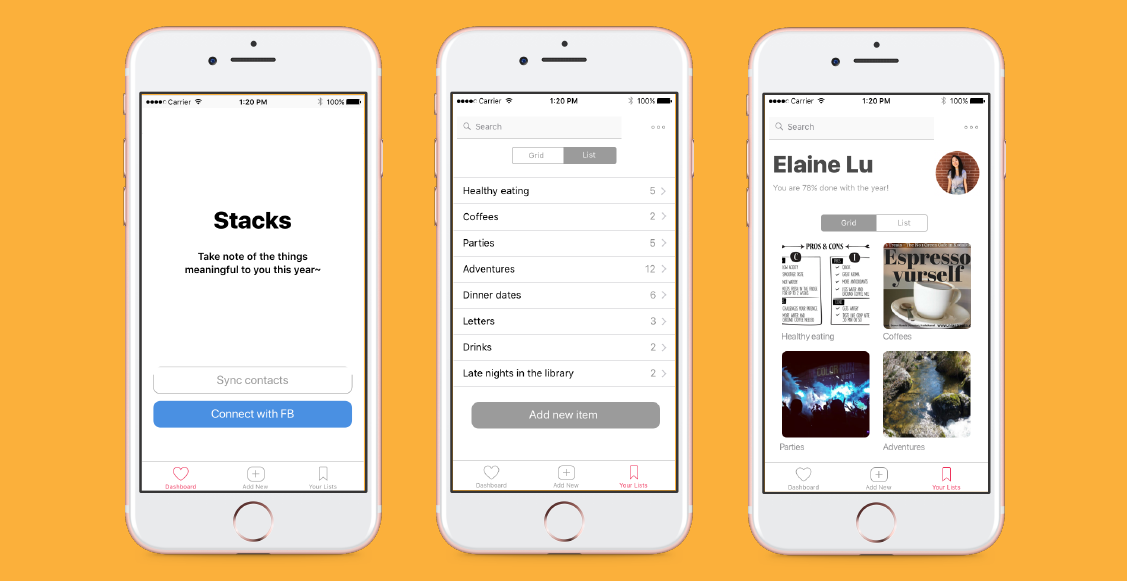 Carrier
1:20 PM
100%
Stacks
Take note of the things
meaningful to you this year~
Sync contacts
Connect with FB
Dashboard
Add New
Your Lists
Carrier
1:20 PM
100%
Search
Grid
List
Healthy eating
5
Coffees
2
Parties
5
Adventures
12
Dinner dates
6
Letters
3
Drinks
2
Late nights in the library
2
Add new item
Dashboard
Add New
Your Lists
Carrier
1:20 PM
100%
Search
Elaine Lu
You are 78% done with the year!
Grid
List
PROS & CONS
Espresso
yurself
Healthy eating
Coffees
Parties
Adventures
Dashboard
Add New
Your Lists